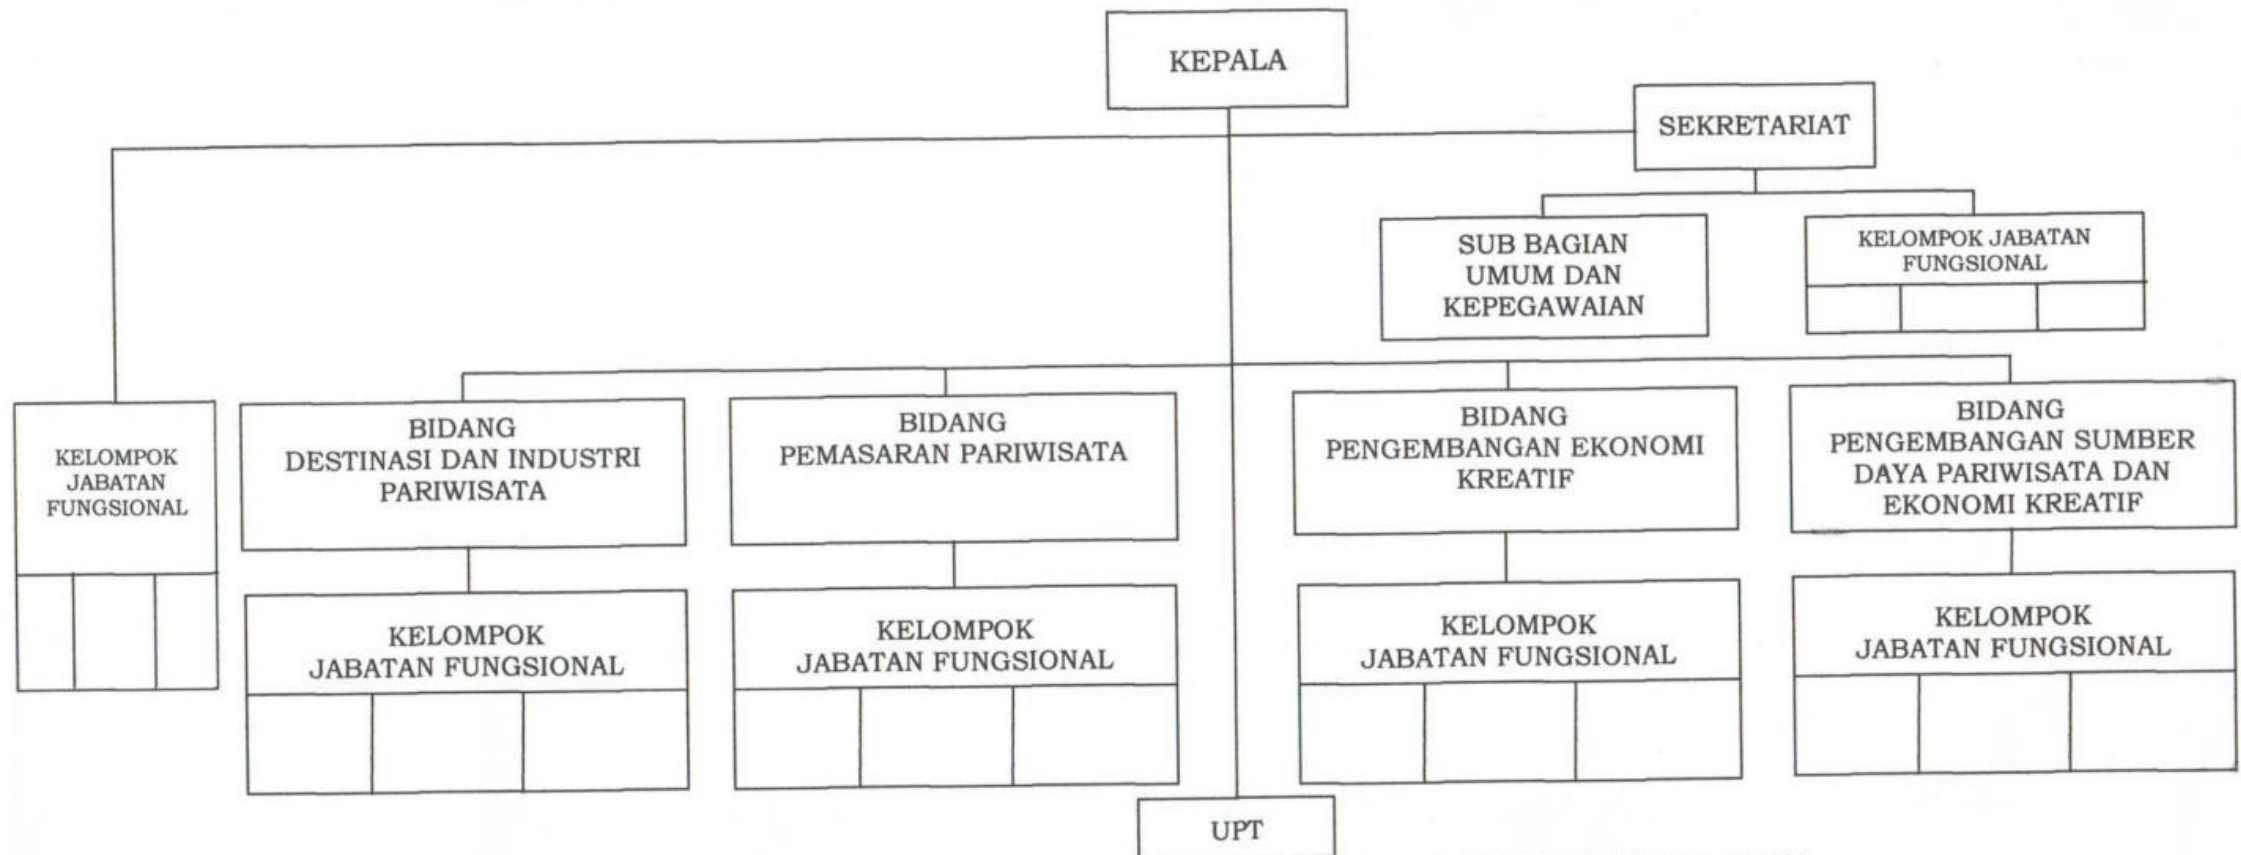 KEPALA
SEKRETARIAT
SUB BAGIAN
UMUM DAN
KEPEGAWAIAN
KELOMPOK JABATAN
FUNGSIONAL
KELOMPOK
JABATAN
FUNGSIONAL
BIDANG
DESTINASI DAN INDUSTRI
PARIWISATA
BIDANG
PEMASARAN PARIWISATA
BIDANG
PENGEMBANGAN EKONOMI
KREATIF
BIDANG
PENGEMBANGAN SUMBER
DAYA PARIWISATA DAN
EKONOMI KREATIF
KELOMPOK
JABATAN FUNGSIONAL
KELOMPOK
JABATAN FUNGSIONAL
KELOMPOK
JABATAN FUNGSIONAL
KELOMPOK
JABATAN FUNGSIONAL
UPT